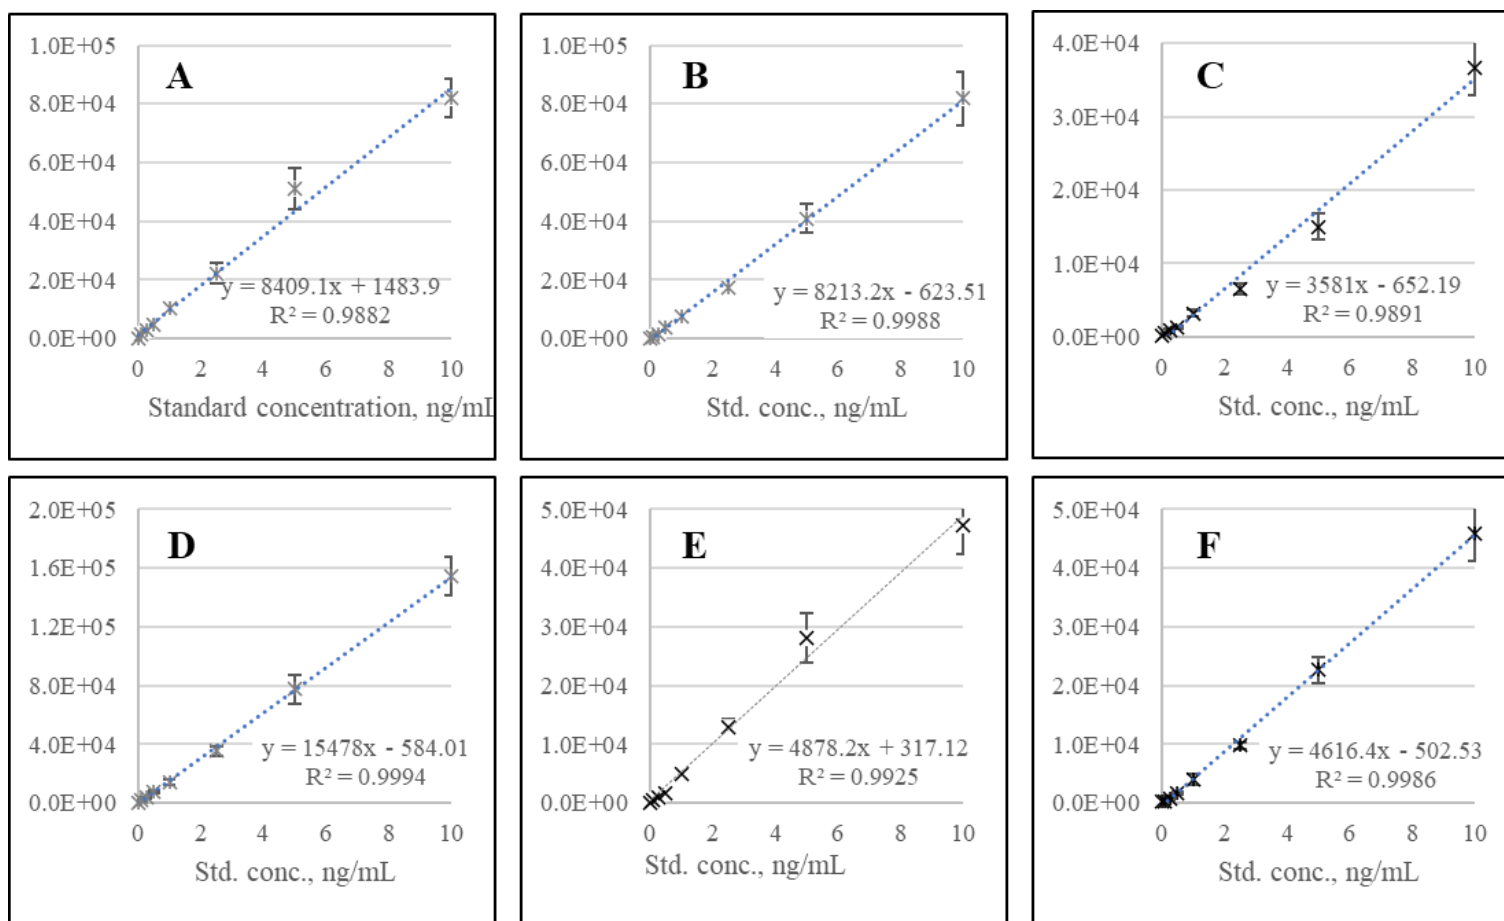 A
1.0E+05
8.0E+04
6.0E+04
4.0E+04
2.0E+04
0.0E+00
y = 8409.1x + 1483.9
R² = 0.9882
0 2 4 6 8 10
Standard concentration, ng/mL
B
1.0E+05
8.0E+04
6.0E+04
4.0E+04
2.0E+04
0.0E+00
y = 8213.2x - 623.51
R² = 0.9988
0 2 4 6 8 10
Std. conc., ng/mL
C
4.0E+04
3.0E+04
2.0E+04
1.0E+04
0.0E+00
y = 3581x - 652.19
R² = 0.9891
0 2 4 6 8 10
Std. conc., ng/mL
D
2.0E+05
1.6E+05
1.2E+05
8.0E+04
4.0E+04
0.0E+00
y = 15478x - 584.01
R² = 0.9994
0 2 4 6 8 10
Std. conc., ng/mL
E
5.0E+04
4.0E+04
3.0E+04
2.0E+04
1.0E+04
0.0E+00
y = 4878.2x + 317.12
R² = 0.9925
0 2 4 6 8 10
Std. conc., ng/mL
F
5.0E+04
4.0E+04
3.0E+04
2.0E+04
1.0E+04
0.0E+00
y = 4616.4x - 502.53
R² = 0.9986
0 2 4 6 8 10
Std. conc., ng/mL